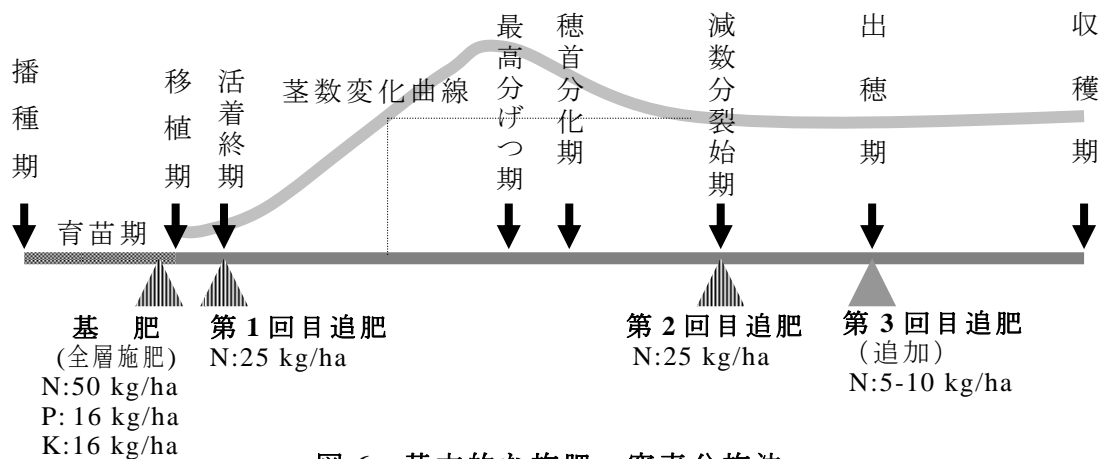 播種期
移植期
活着終期
茎数変化曲線
最高分げつ期
穂首分化期
減数分裂始期
出穂期
収穫期
育苗期
基 肥
(全層施肥)
N:50 kg/ha
P: 16 kg/ha
K:16 kg/ha
第1回目追肥
N:25 kg/ha
第2回目追肥
N:25 kg/ha
第3回目追肥
（追加）
N:5-10 kg/ha